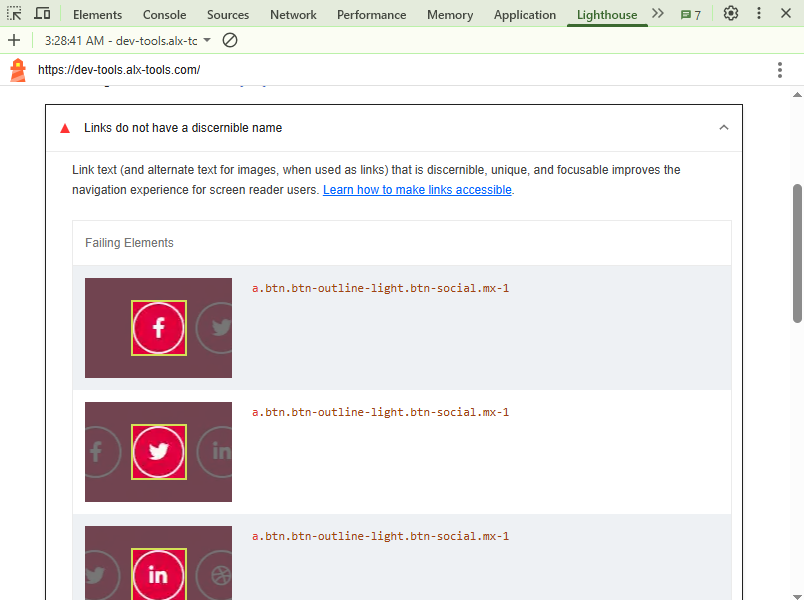 Elements Console Sources Network Performance Memory Application Lighthouse 7
3:28:41 AM - dev-tools.alx-tc
https://dev-tools.alx-tools.com/
Links do not have a discernible name
Link text (and alternate text for images, when used as links) that is discernible, unique, and focusable improves the
navigation experience for screen reader users. Learn how to make links accessible.
Failing Elements
a.btn.btn-outline-light.btn-social.mx-1
f
a.btn.btn-outline-light.btn-social.mx-1
f in
a.btn.btn-outline-light.btn-social.mx-1
in